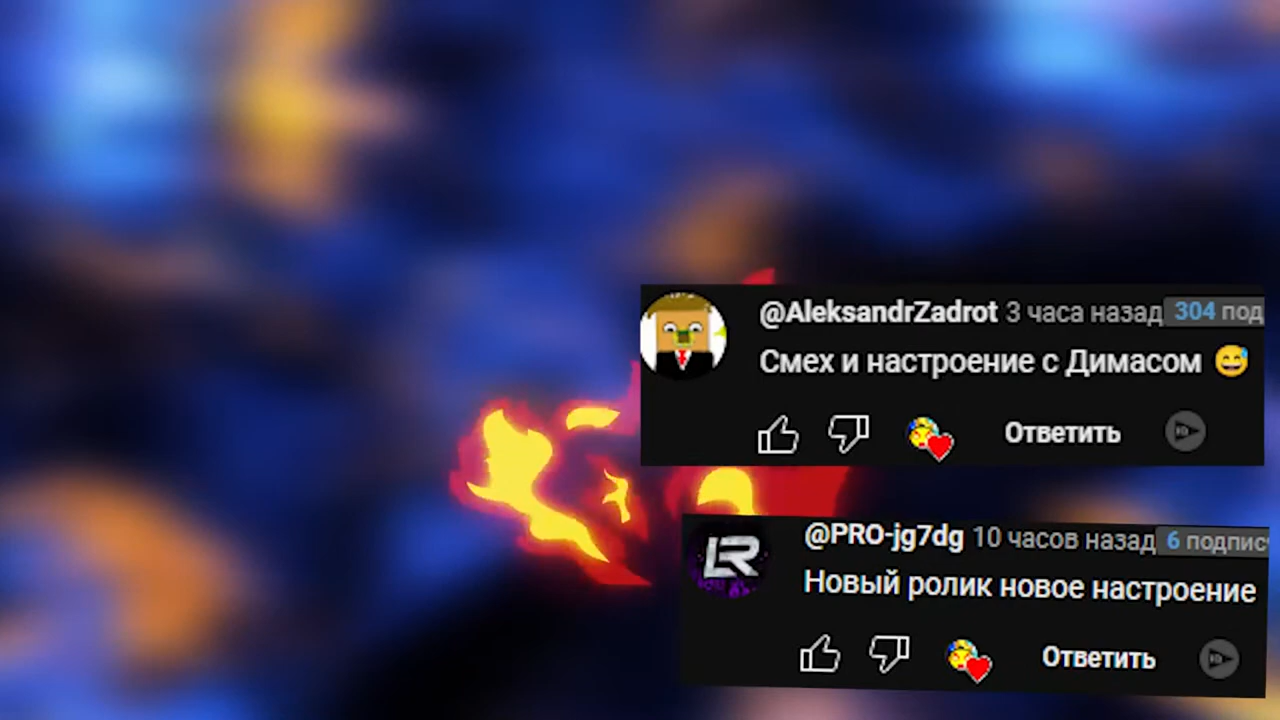 @AleksandrZadrot 3 часа назад 304 под
Смех и настроение с Димасом 😅
Ответить
LR
@PRO-jg7dg 10 часов назад 6 подпис
Новый ролик новое настроение
Ответить